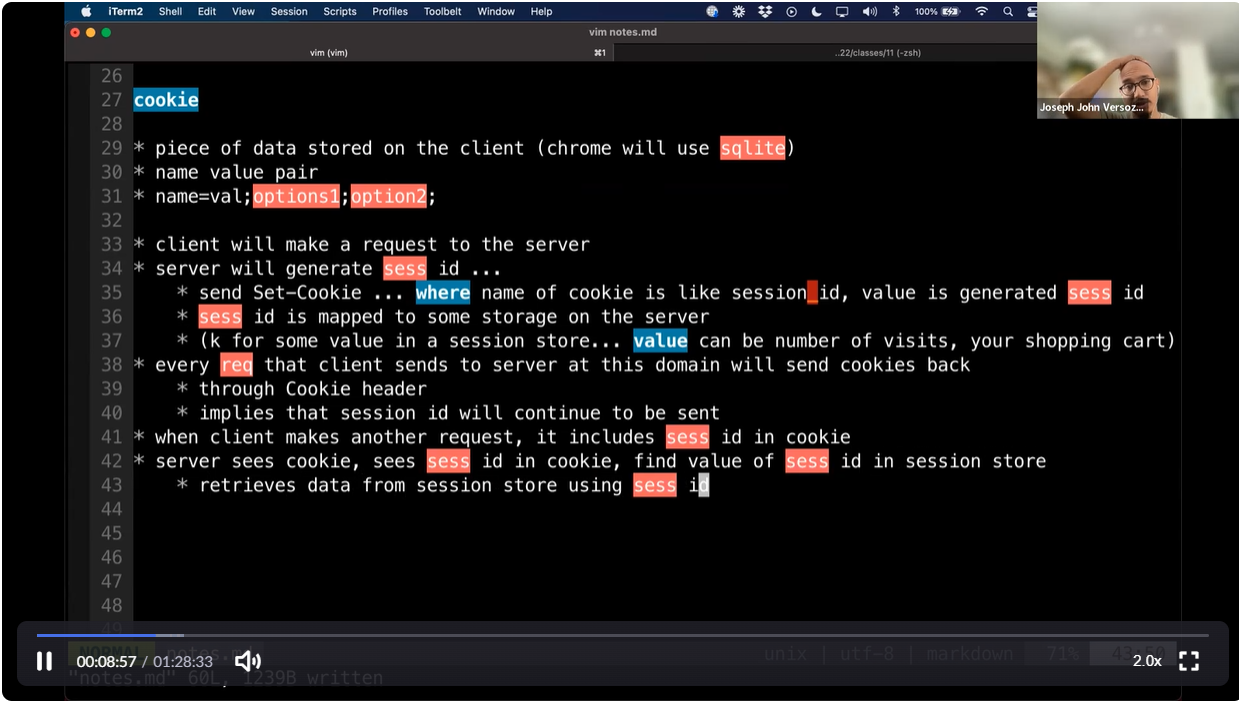 iTerm2 Shell Edit View Session Scripts Profiles Toolbelt Window Help 100%
vim notes.md
vim (vim) ⌘1 ..22/classes/11 (-zsh)
Joseph John Versoz...
26
27 cookie
28
29 * piece of data stored on the client (chrome will use sqlite)
30 * name value pair
31 * name=val;options1;option2;
32
33 * client will make a request to the server
34 * server will generate sess id ...
35 * send Set-Cookie ... where name of cookie is like session_id, value is generated sess id
36 * sess id is mapped to some storage on the server
37 * (k for some value in a session store... value can be number of visits, your shopping cart)
38 * every req that client sends to server at this domain will send cookies back
39 * through Cookie header
40 * implies that session id will continue to be sent
41 * when client makes another request, it includes sess id in cookie
42 * server sees cookie, sees sess id in cookie, find value of sess id in session store
43 * retrieves data from session store using sess id
44
45
46
47
48
49
NORMAL notes.md unix | utf-8 | markdown 71%
00:08:57 / 01:28:33 2.0x
"notes.md" 60L, 1239B written